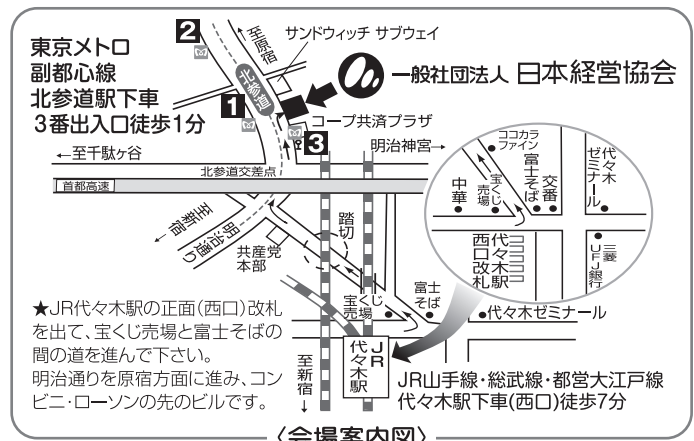 東京メトロ
副都心線
北参道駅下車
3番出入口徒歩1分
2
至原宿
サンドウィッチ サブウェイ
北参道
一般社団法人 日本経営協会
1
コープ共済プラザ
3
←至千駄ヶ谷
明治神宮→
北参道交差点
首都高速
至新宿
明治通り
共産党
本部
踏切
宝くじ
売場
富士
そば
代々木ゼミナール
ココカラ
ファイン
中華
宝くじ
売場
富士そば
交番
代々木
ゼミナール
代々木駅
西口改札
三菱
UFJ銀行
★JR代々木駅の正面(西口)改札
を出て、宝くじ売場と富士そばの
間の道を進んで下さい。
明治通りを原宿方面に進み、コン
ビニ・ローソンの先のビルです。
至新宿↓
JR
代々木駅
JR山手線・総武線・都営大江戸線
代々木駅下車(西口)徒歩7分
〈会場案内図〉